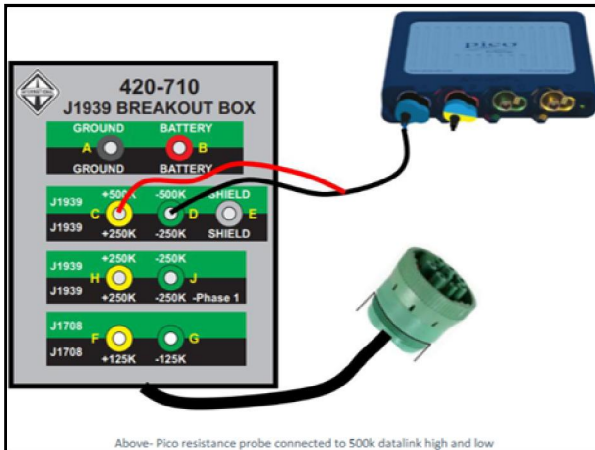 pico
INTERNATIONAL
420-710
J1939 BREAKOUT BOX
GROUND BATTERY
A B
GROUND BATTERY
+500K -500K SHIELD
J1939 C D E
J1939
+250K -250K SHIELD
+250K -250K
J1939 H J
J1939
+250K -250K -Phase 1
J1708 F G
J1708
+125K -125K
Above- Pico resistance probe connected to 500k datalink high and low